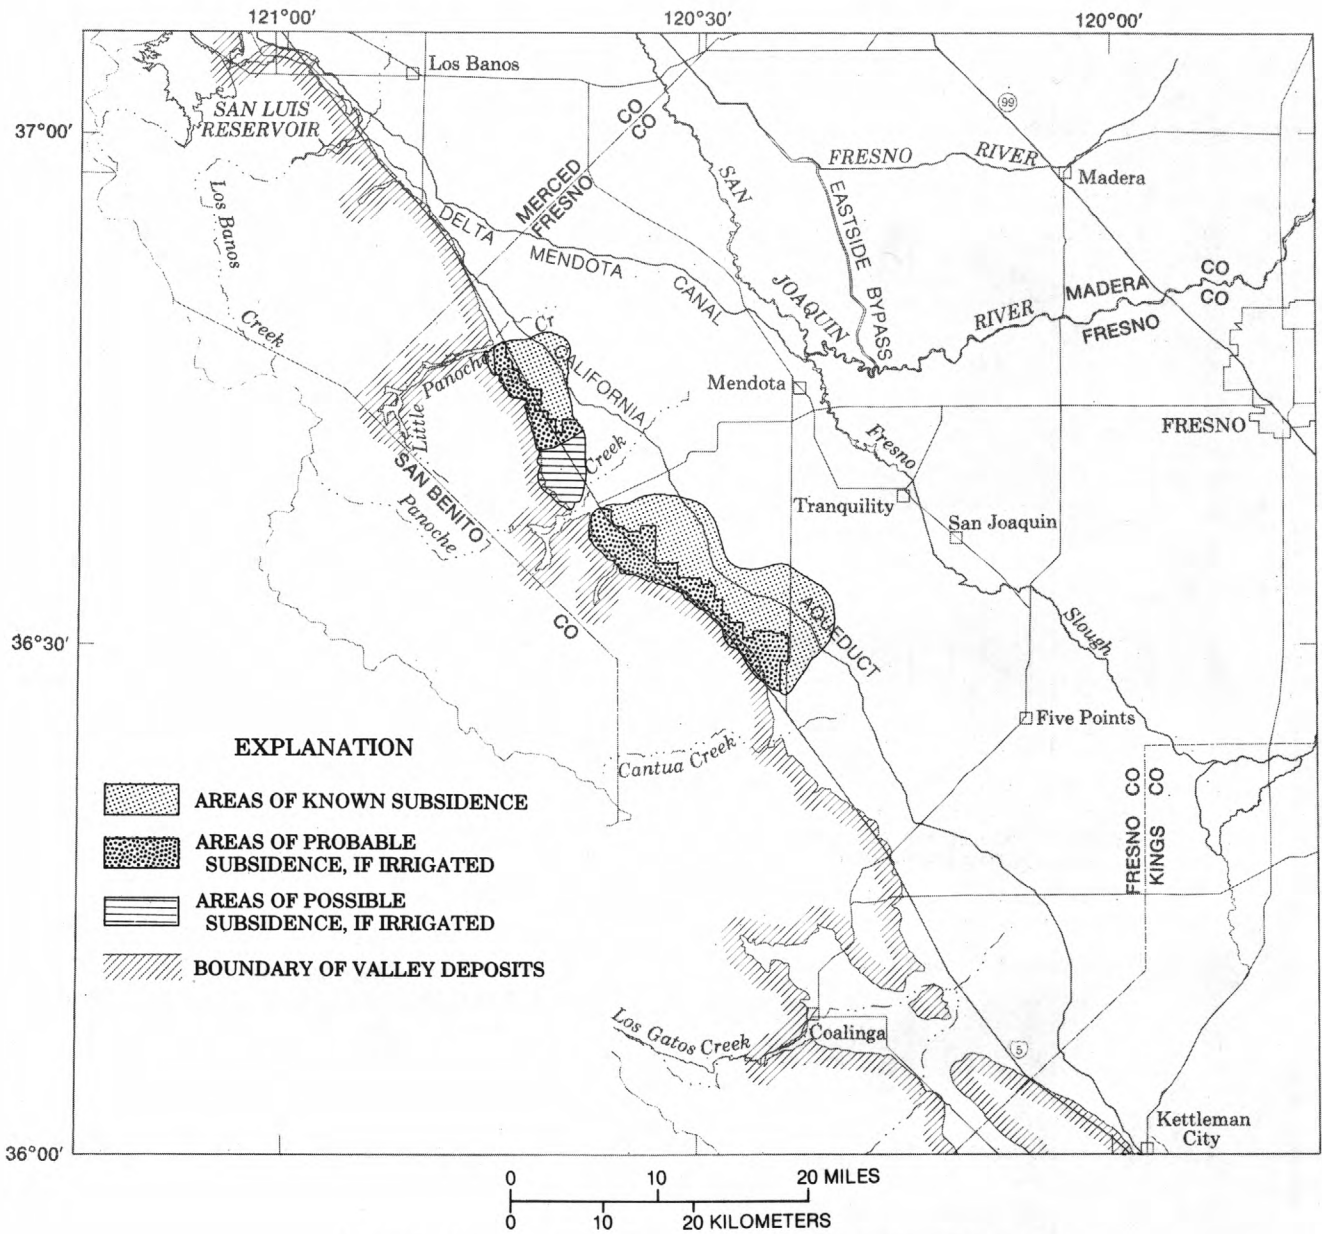 121°00′
120°30′
120°00′
Los Banos
SAN LUIS
RESERVOIR
37°00′
CO
CO
99
MERCED
FRESNO
SAN
JOAQUIN
RIVER
FRESNO
RIVER
Madera
EASTSIDE
BYPASS
Los Banos
Creek
DELTA
MENDOTA
CANAL
MADERA
CO
FRESNO
CO
Little
Panoche
Cr
CALIFORNIA
AQUEDUCT
Mendota
FRESNO
Fresno
Slough
SAN BENITO
CO
Panoche
Creek
Tranquility
San Joaquin
36°30′
Five Points
Cantua Creek
FRESNO CO
KINGS CO
EXPLANATION
AREAS OF KNOWN SUBSIDENCE
AREAS OF PROBABLE
SUBSIDENCE, IF IRRIGATED
AREAS OF POSSIBLE
SUBSIDENCE, IF IRRIGATED
BOUNDARY OF VALLEY DEPOSITS
Los Gatos Creek
Coalinga
5
Kettleman
City
36°00′
0 10 20 MILES
0 10 20 KILOMETERS